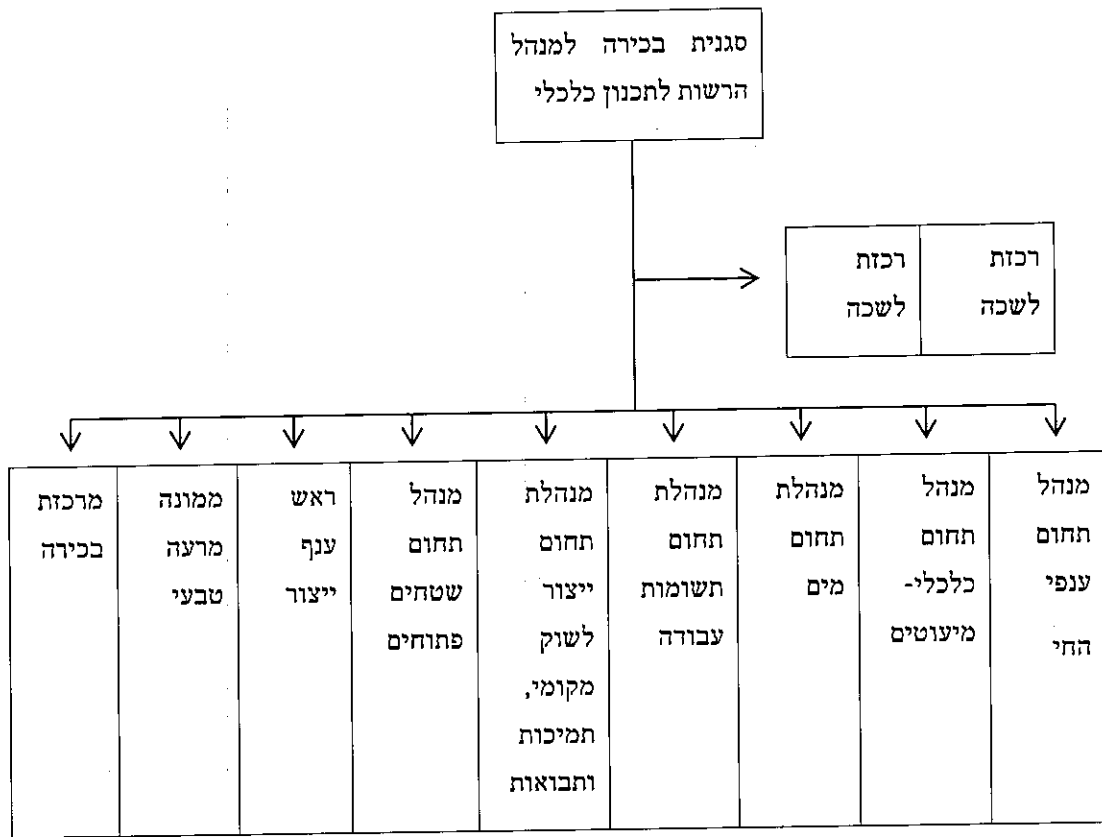 סגנית בכירה למנהל
הרשות לתכנון כלכלי
רכזת
לשכה
רכזת
לשכה
מנהל
תחום
ענפי
החי
מנהל
תחום
כלכלי-
מיעוטים
מנהלת
תחום
מים
מנהלת
תחום
תשומות
עבודה
מנהלת
תחום
ייצור
לשוק
מקומי,
תמיכות
ותבואות
מנהל
תחום
שטחים
פתוחים
ראש
ענף
ייצור
ממונה
מרעה
טבעי
מרכזת
בכירה